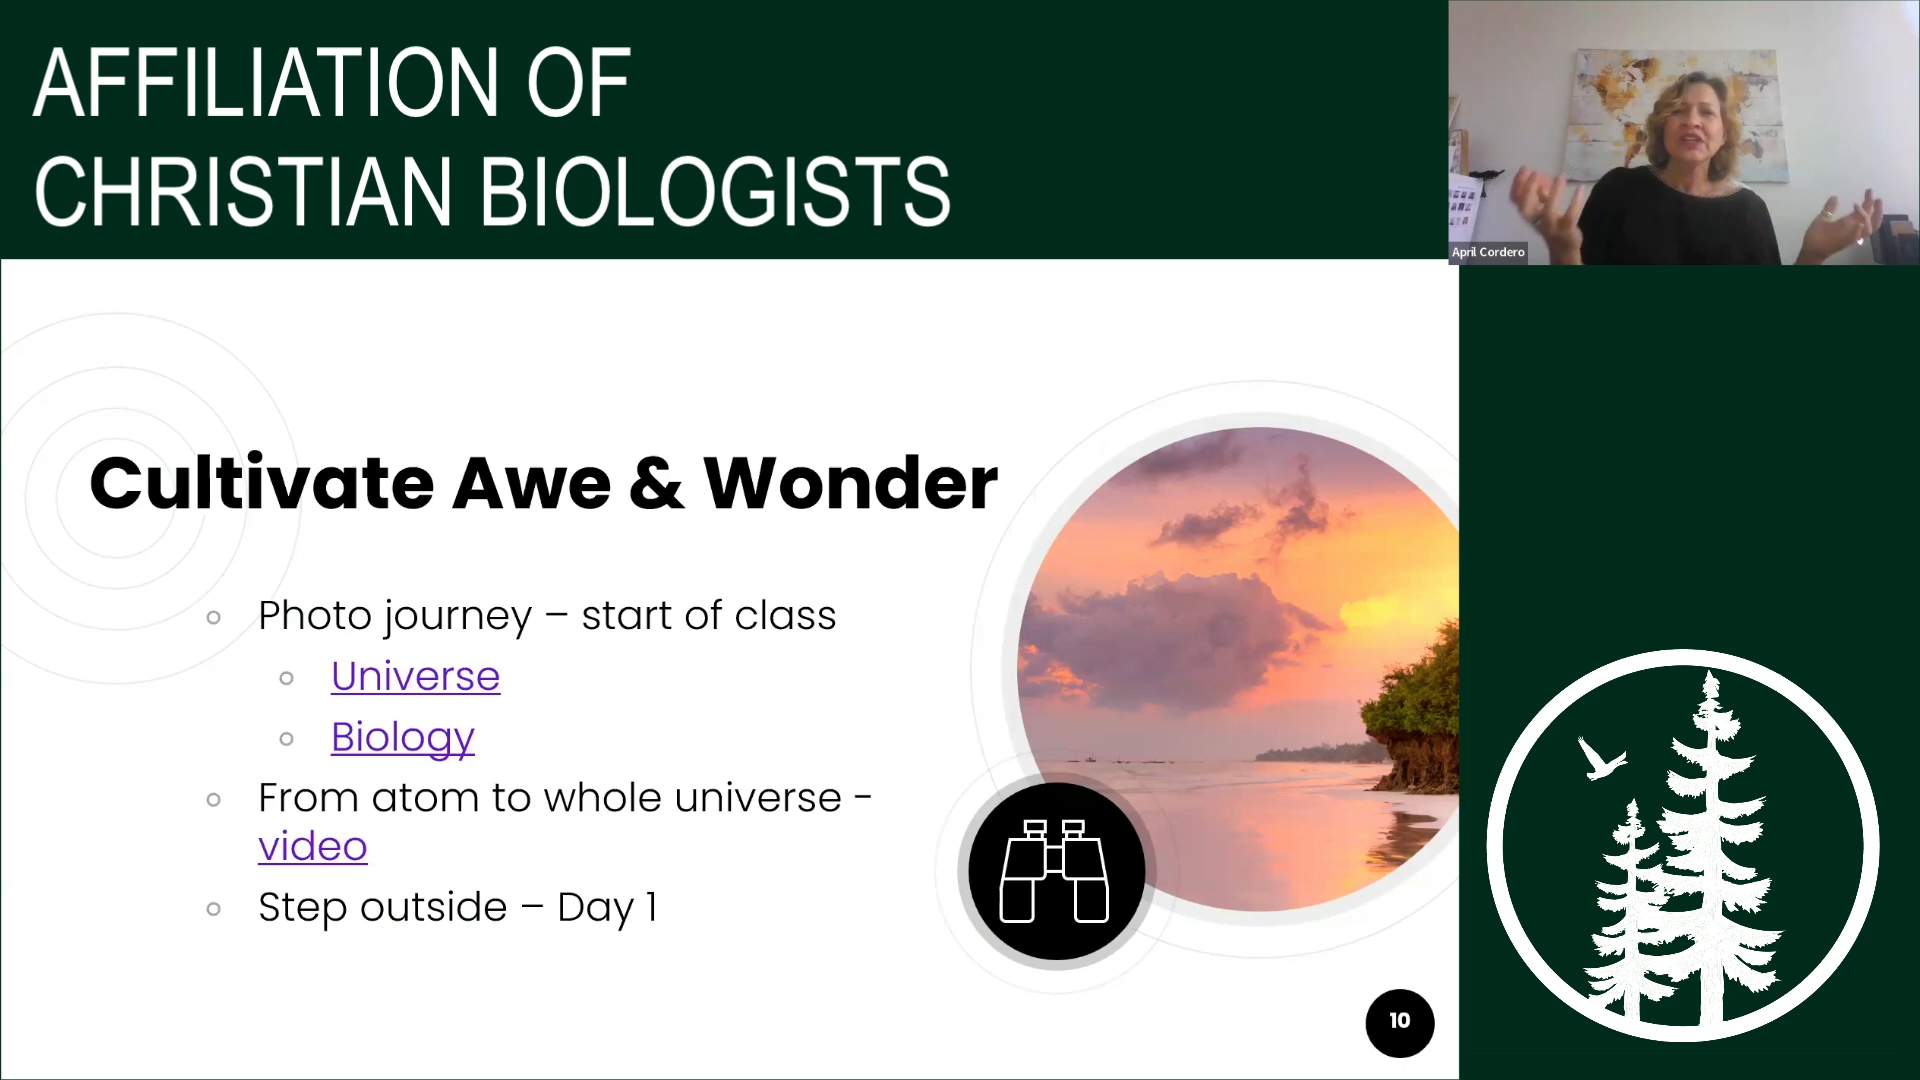 AFFILIATION OF
CHRISTIAN BIOLOGISTS
April Cordero
Cultivate Awe & Wonder
Photo journey – start of class
Universe
Biology
From atom to whole universe -
video
Step outside – Day 1
10